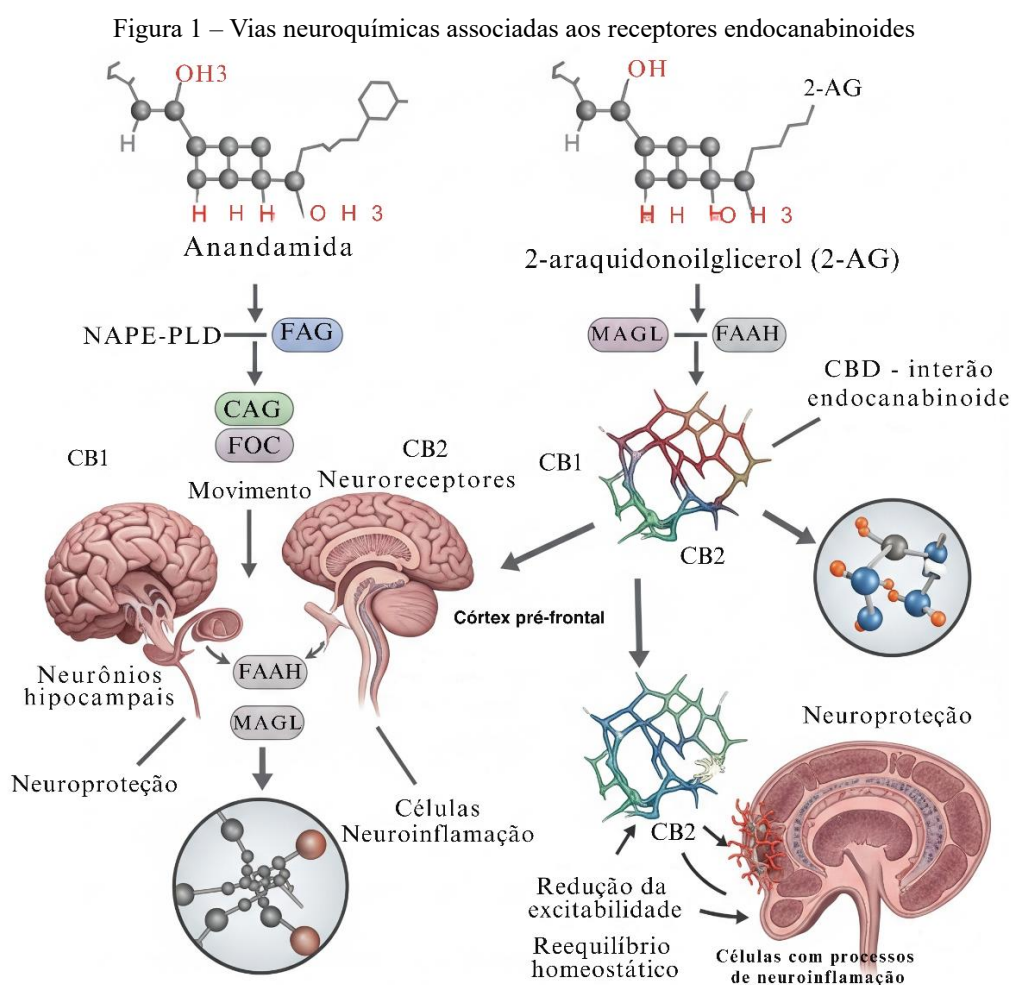 Figura 1 – Vias neuroquímicas associadas aos receptores endocanabinoides
OH3
H
H H H O H 3
Anandamida
NAPE-PLD
FAG
CAG
FOC
CB1
CB2
Movimento
Neuroreceptores
Neurônios
hipocampais
FAAH
MAGL
Neuroproteção
Células
Neuroinflamação
OH
2-AG
H
H H HO H 3
2-araquidonoilglicerol (2-AG)
MAGL
FAAH
CBD - interão
endocanabinoide
CB1
CB2
Córtex pré-frontal
Neuroproteção
CB2
Redução da
excitabilidade
Reequilíbrio
homeostático
Células com processos
de neuroinflamação